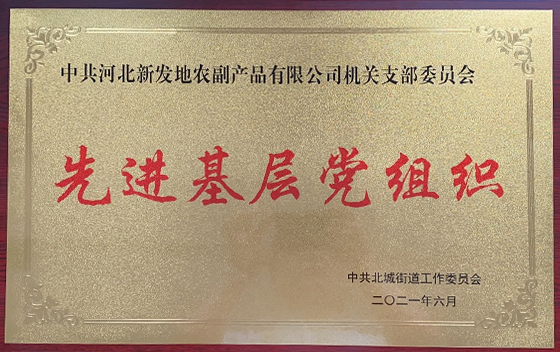 中共河北新发地农副产品有限公司机关支部委员会
先进基层党组织
中共北城街道工作委员会
二〇二一年六月